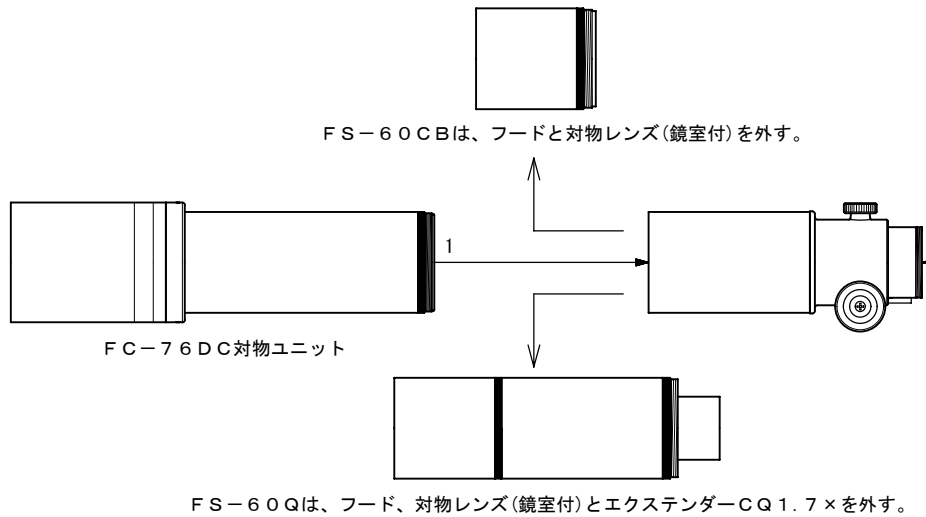 FS－60CBは、フードと対物レンズ(鏡室付)を外す。
1
FC－76DC対物ユニット
FS－60Qは、フード、対物レンズ(鏡室付)とエクステンダーCQ1.7×を外す。